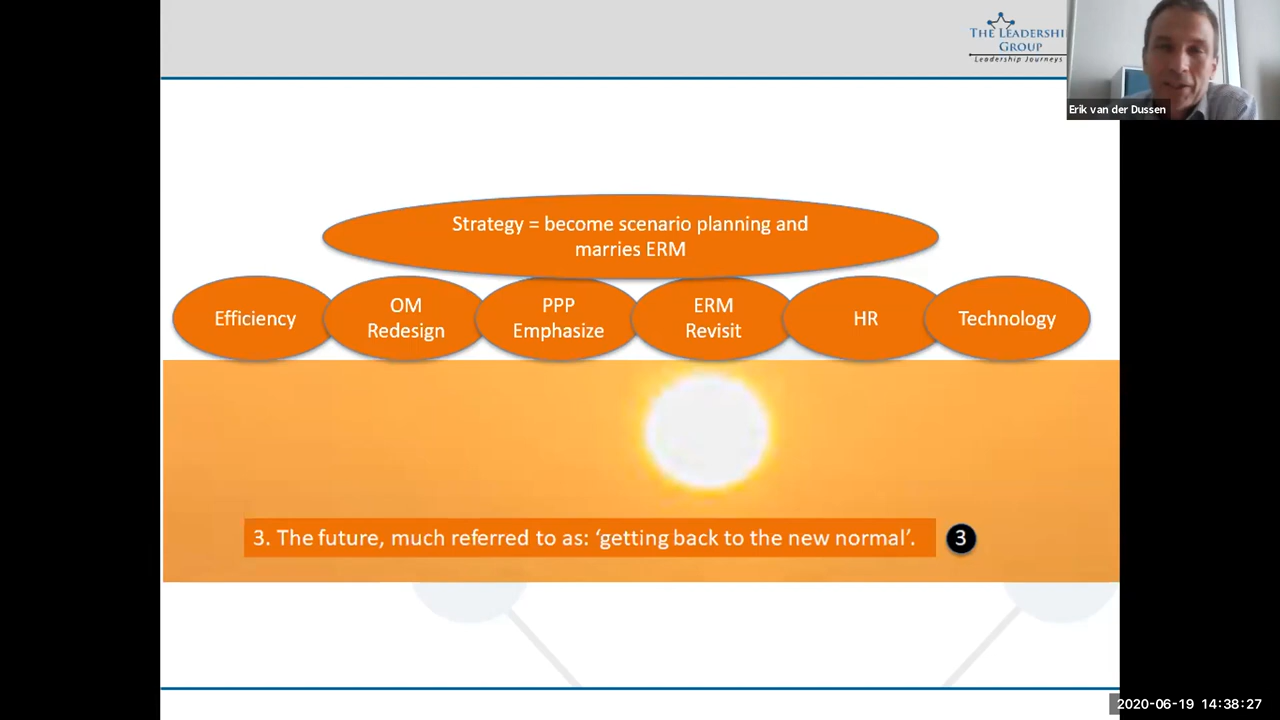 THE LEADERSHI
GROUP
Leadership Journeys
Erik van der Dussen
Strategy = become scenario planning and
marries ERM
Efficiency
OM
Redesign
PPP
Emphasize
ERM
Revisit
HR
Technology
3. The future, much referred to as: ‘getting back to the new normal’.
3
2020-06-19 14:38:27